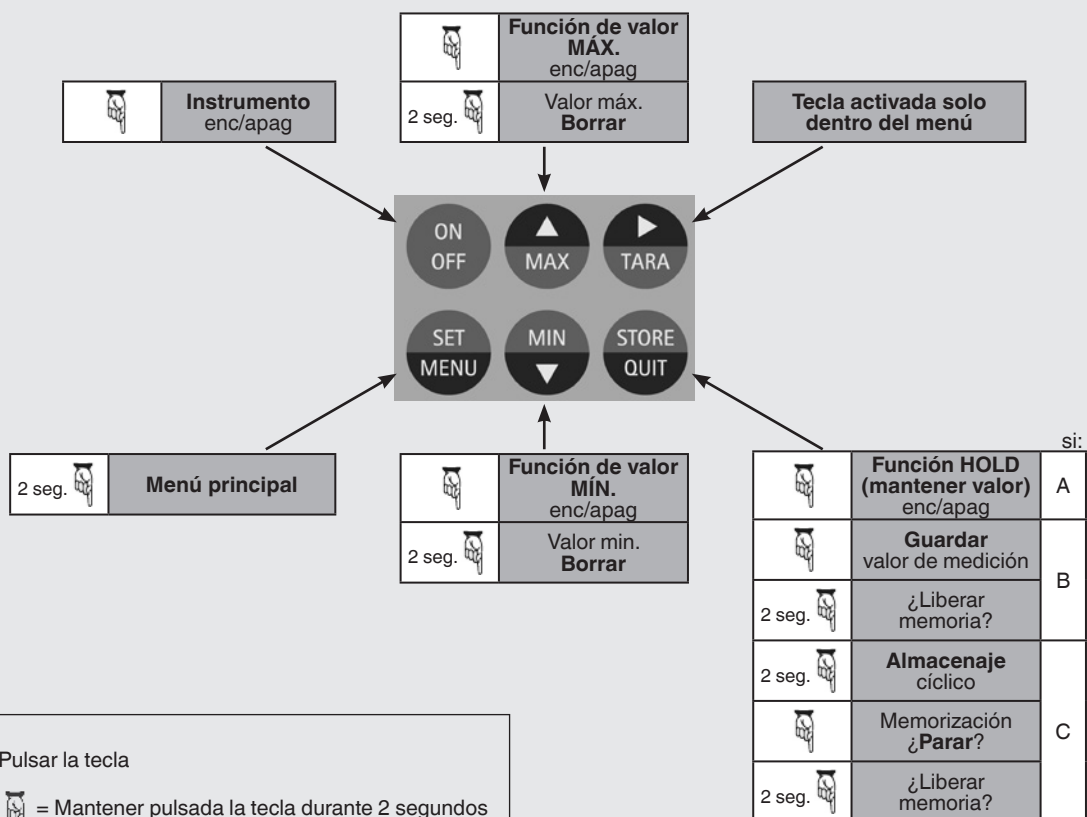 Función de valor
MÁX.
enc/apag
2 seg.
Valor máx.
Borrar
Instrumento
enc/apag
Tecla activada solo
dentro del menú
ON
OFF
MAX
TARA
SET
MENU
MIN
STORE
QUIT
2 seg.
Menú principal
Función de valor
MÍN.
enc/apag
2 seg.
Valor min.
Borrar
si:
Función HOLD
(mantener valor)
enc/apag
A
Guardar
valor de medición
2 seg.
¿Liberar
memoria?
B
2 seg.
Almacenaje
cíclico
Memorización
¿Parar?
2 seg.
¿Liberar
memoria?
C
Pulsar la tecla
= Mantener pulsada la tecla durante 2 segundos